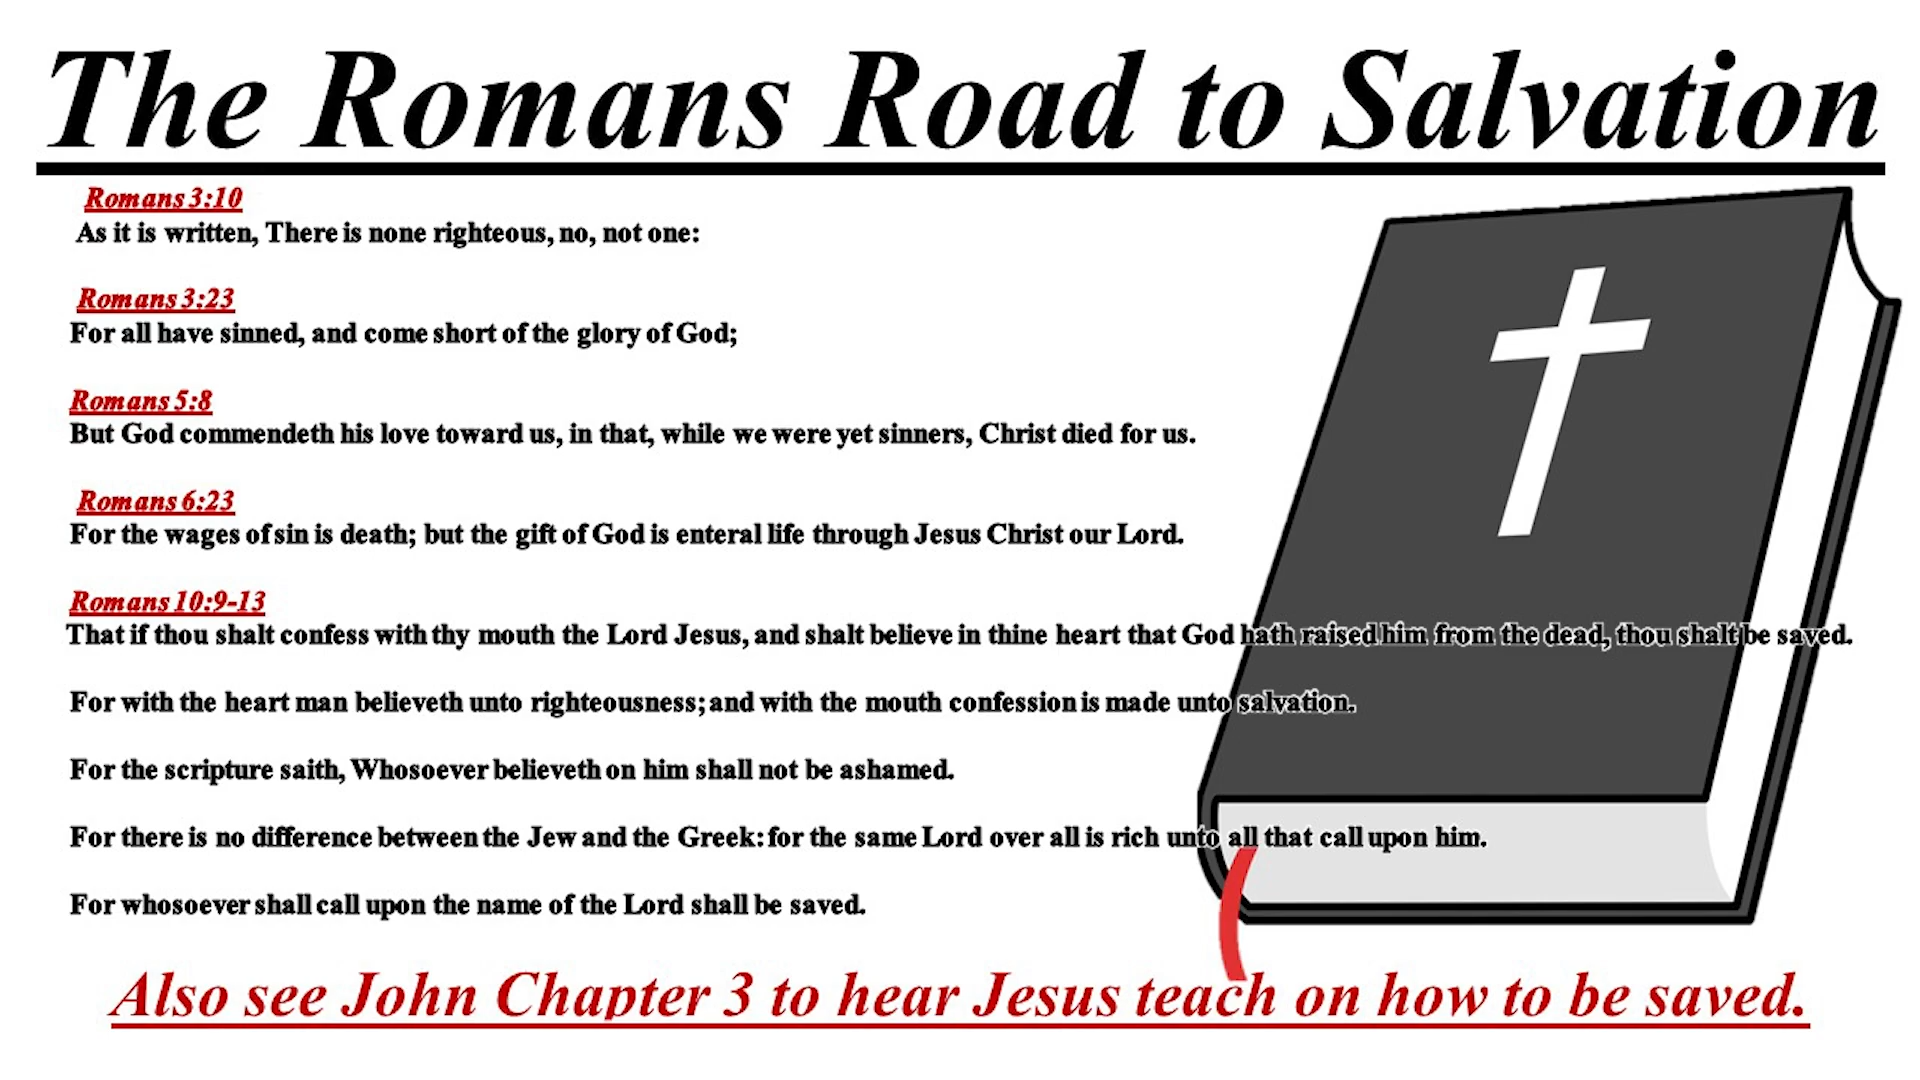 The Romans Road to Salvation
Romans 3:10
As it is written, There is none righteous, no, not one:
Romans 3:23
For all have sinned, and come short of the glory of God;
Romans 5:8
But God commendeth his love toward us, in that, while we were yet sinners, Christ died for us.
Romans 6:23
For the wages of sin is death; but the gift of God is enteral life through Jesus Christ our Lord.
Romans 10:9-13
That if thou shalt confess with thy mouth the Lord Jesus, and shalt believe in thine heart that God hath raised him from the dead, thou shalt be saved.
For with the heart man believeth unto righteousness; and with the mouth confession is made unto salvation.
For the scripture saith, Whosoever believeth on him shall not be ashamed.
For there is no difference between the Jew and the Greek: for the same Lord over all is rich unto all that call upon him.
For whosoever shall call upon the name of the Lord shall be saved.
Also see John Chapter 3 to hear Jesus teach on how to be saved.